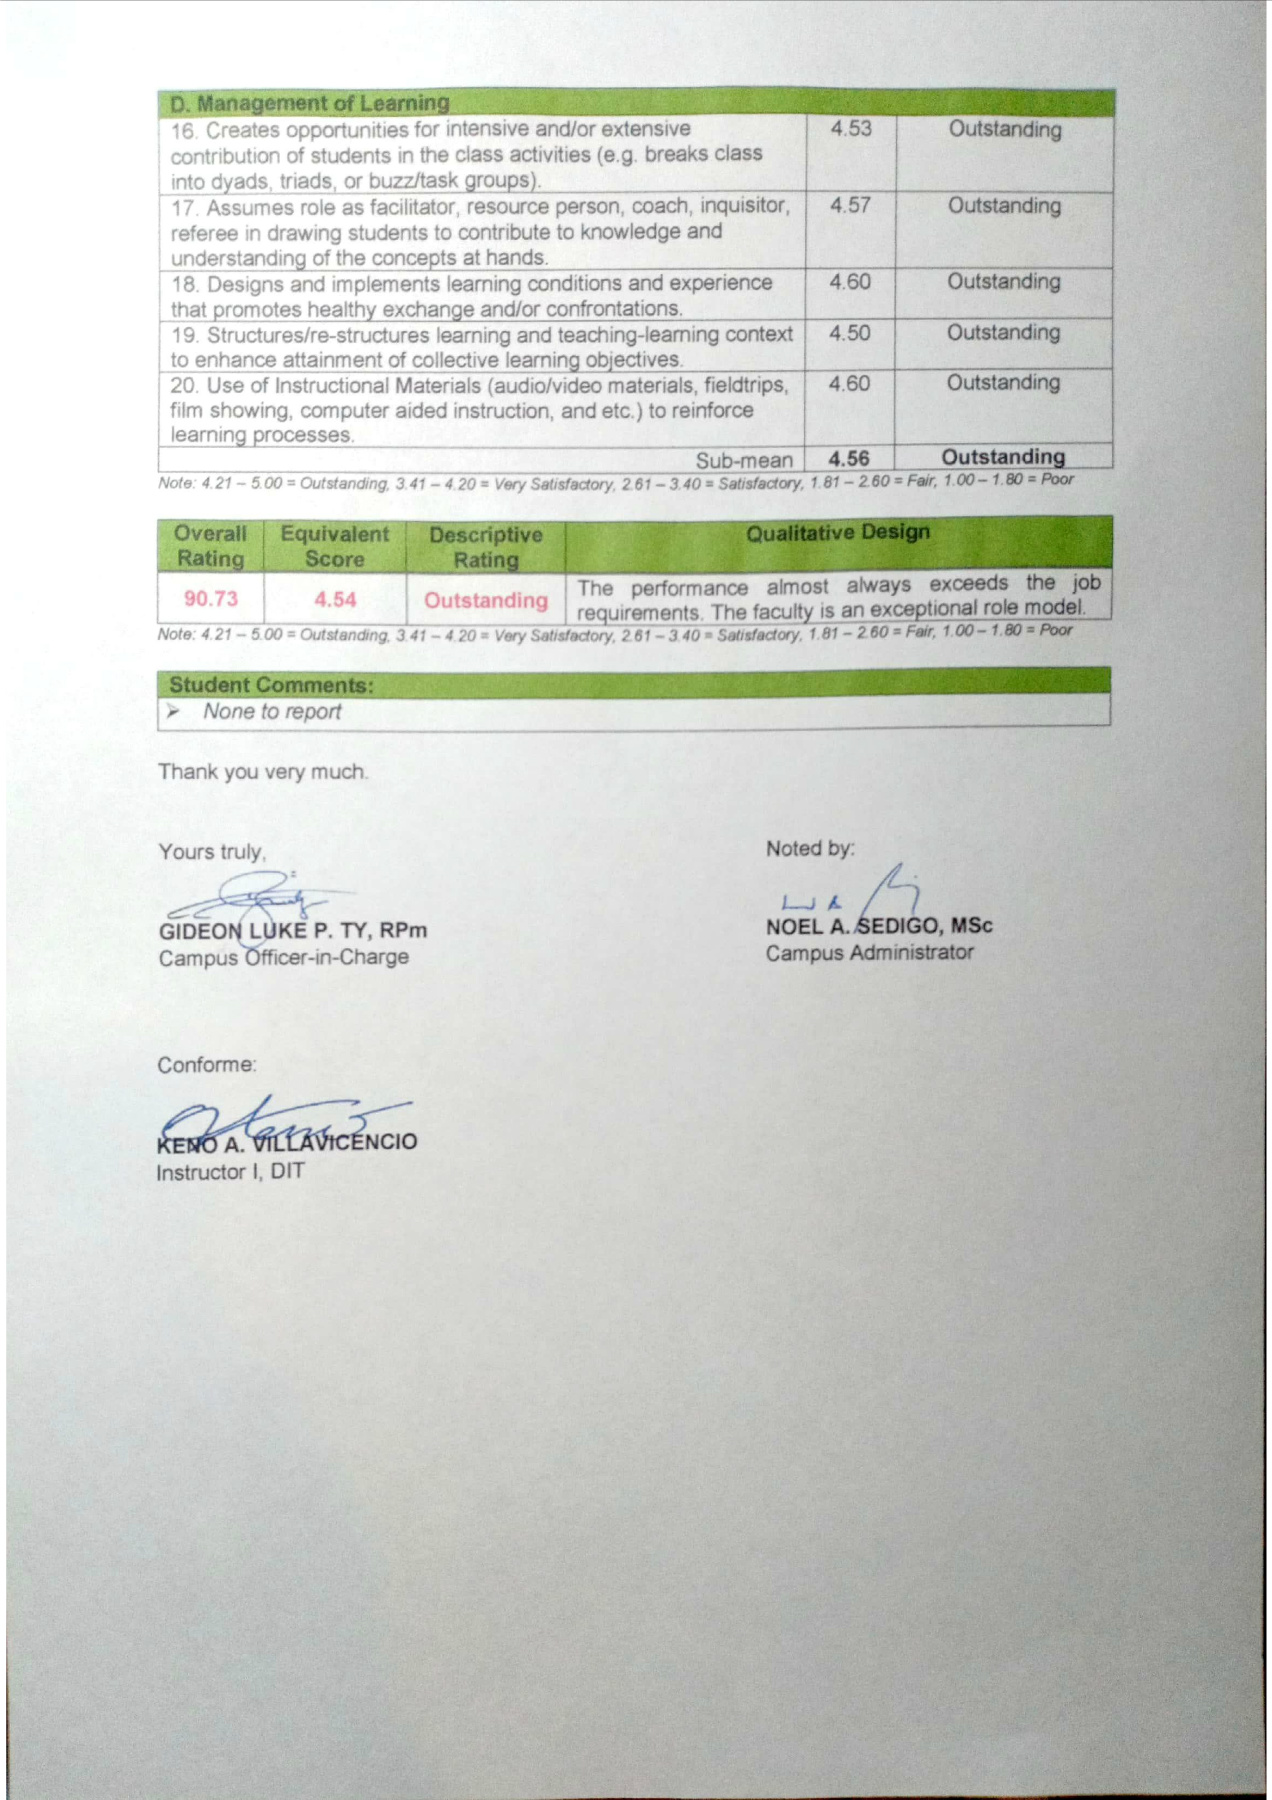 D. Management of Learning
16. Creates opportunities for intensive and/or extensive 4.53 Outstanding
contribution of students in the class activities (e.g. breaks class
into dyads, triads, or buzz/task groups).
17. Assumes role as facilitator, resource person, coach, inquisitor, 4.57 Outstanding
referee in drawing students to contribute to knowledge and
understanding of the concepts at hands.
18. Designs and implements learning conditions and experience 4.60 Outstanding
that promotes healthy exchange and/or confrontations.
19. Structures/re-structures learning and teaching-learning context 4.50 Outstanding
to enhance attainment of collective learning objectives.
20. Use of Instructional Materials (audio/video materials, fieldtrips, 4.60 Outstanding
film showing, computer aided instruction, and etc.) to reinforce
learning processes.
Sub-mean 4.56 Outstanding
Note: 4.21 – 5.00 = Outstanding, 3.41 – 4.20 = Very Satisfactory, 2.61 – 3.40 = Satisfactory, 1.81 – 2.60 = Fair, 1.00 – 1.80 = Poor
Overall Equivalent Descriptive Qualitative Design
Rating Score Rating
90.73 4.54 Outstanding The performance almost always exceeds the job
requirements. The faculty is an exceptional role model.
Note: 4.21 – 5.00 = Outstanding, 3.41 – 4.20 = Very Satisfactory, 2.61 – 3.40 = Satisfactory, 1.81 – 2.60 = Fair, 1.00 – 1.80 = Poor
Student Comments:
➢ None to report
Thank you very much.
Yours truly, Noted by:
GIDEON LUKE P. TY, RPm NOEL A. SEDIGO, MSc
Campus Officer-in-Charge Campus Administrator
Conforme:
KENO A. VILLAVICENCIO
Instructor I, DIT